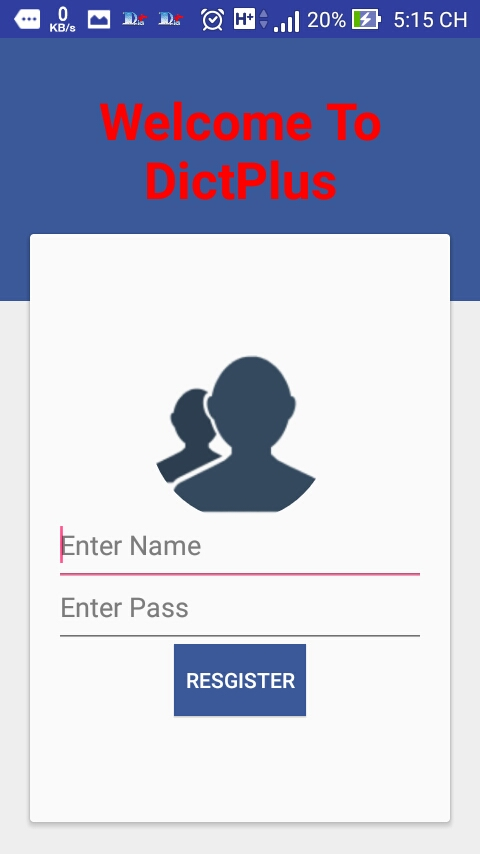 0 KB/s 20% 5:15 CH
Welcome To
DictPlus
Enter Name
Enter Pass
RESGISTER